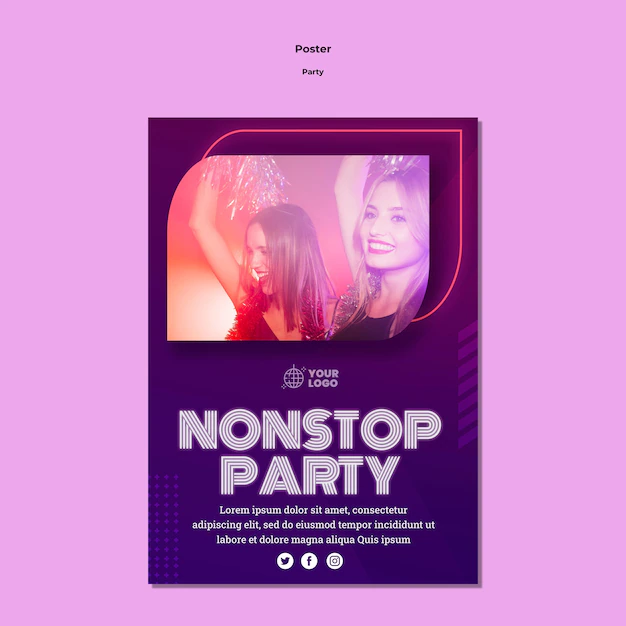 Poster
Party
YOUR
LOGO
NONSTOP
PARTY
Lorem ipsum dolor sit amet, consectetur
adipiscing elit, sed do eiusmod tempor incididunt ut
labore et dolore magna aliqua Quis ipsum